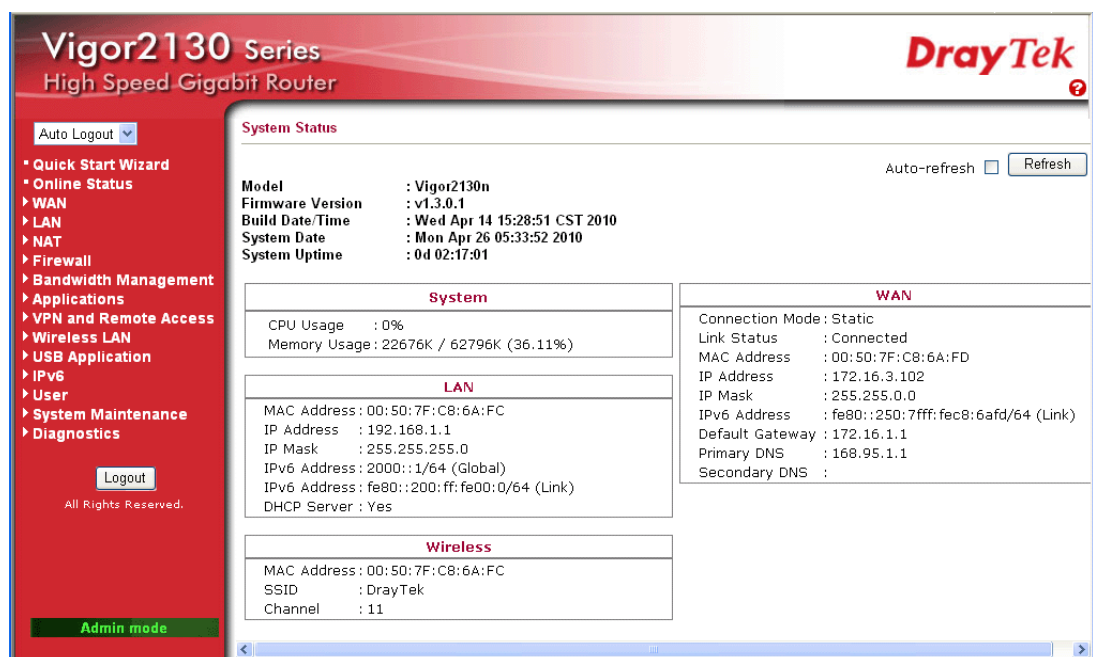 Vigor2130 Series
High Speed Gigabit Router
DrayTek
?
Auto Logout
Quick Start Wizard
Online Status
WAN
LAN
NAT
Firewall
Bandwidth Management
Applications
VPN and Remote Access
Wireless LAN
USB Application
IPv6
User
System Maintenance
Diagnostics
Logout
All Rights Reserved.
Admin mode
System Status
Auto-refresh Refresh
Model : Vigor2130n
Firmware Version : v1.3.0.1
Build Date/Time : Wed Apr 14 15:28:51 CST 2010
System Date : Mon Apr 26 05:33:52 2010
System Uptime : 0d 02:17:01
System
CPU Usage : 0%
Memory Usage : 22676K / 62796K (36.11%)
LAN
MAC Address : 00:50:7F:C8:6A:FC
IP Address : 192.168.1.1
IP Mask : 255.255.255.0
IPv6 Address : 2000::1/64 (Global)
IPv6 Address : fe80::200:ff:fe00:0/64 (Link)
DHCP Server : Yes
Wireless
MAC Address : 00:50:7F:C8:6A:FC
SSID : DrayTek
Channel : 11
WAN
Connection Mode : Static
Link Status : Connected
MAC Address : 00:50:7F:C8:6A:FD
IP Address : 172.16.3.102
IP Mask : 255.255.0.0
IPv6 Address : fe80::250:7fff:fec8:6afd/64 (Link)
Default Gateway : 172.16.1.1
Primary DNS : 168.95.1.1
Secondary DNS :